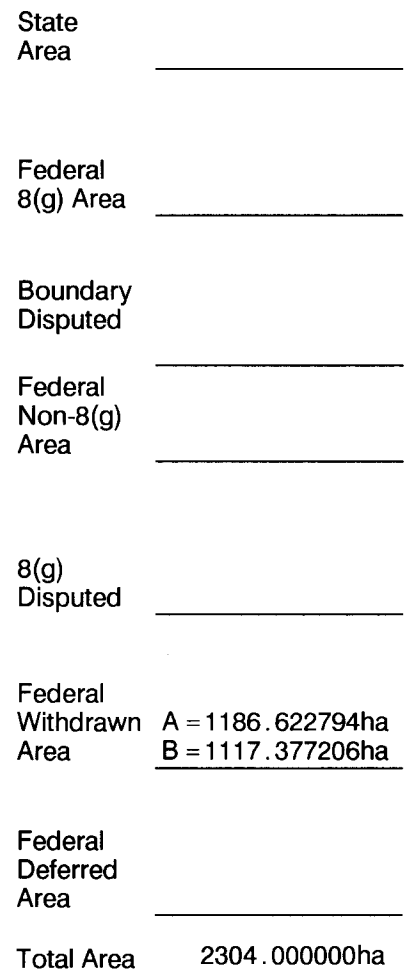 State
Area
Federal
8(g) Area
Boundary
Disputed
Federal
Non-8(g)
Area
8(g)
Disputed
Federal
Withdrawn A = 1186.622794ha
Area B = 1117.377206ha
Federal
Deferred
Area
Total Area 2304.000000ha